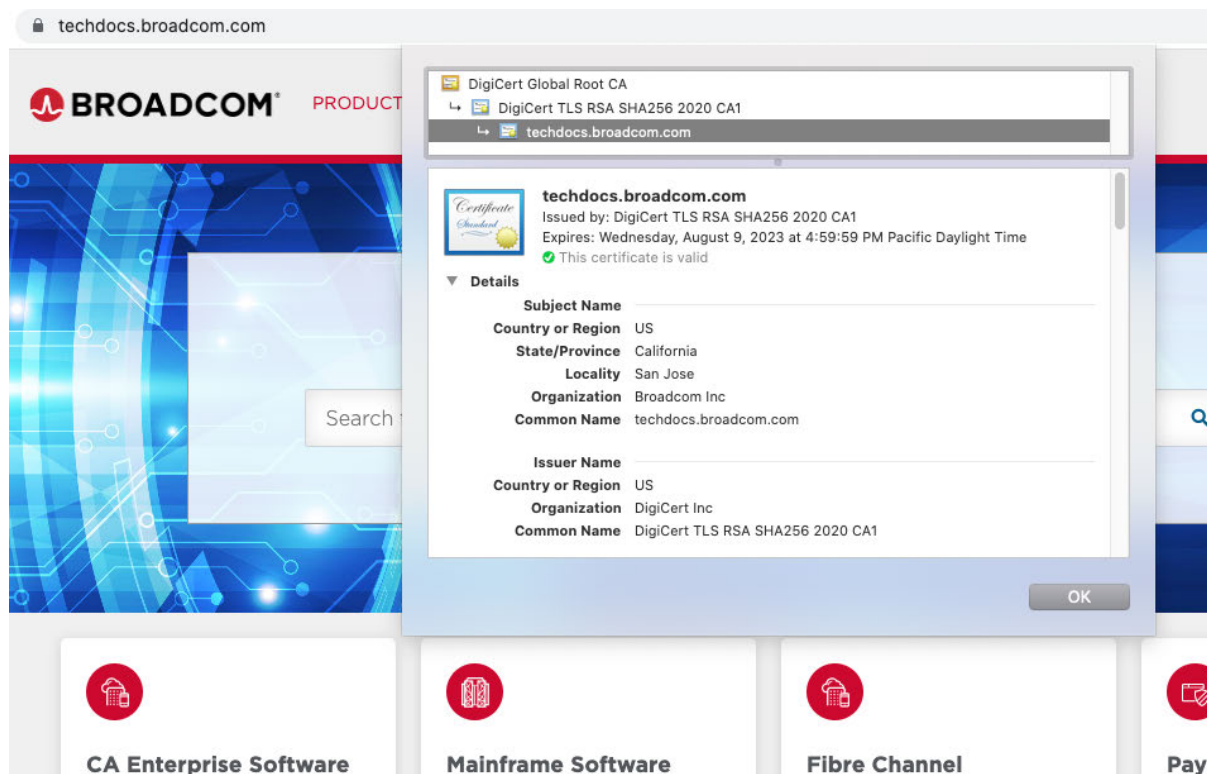 techdocs.broadcom.com
BROADCOM®
PRODUCT
DigiCert Global Root CA
DigiCert TLS RSA SHA256 2020 CA1
techdocs.broadcom.com
Certificate
Standard
techdocs.broadcom.com
Issued by: DigiCert TLS RSA SHA256 2020 CA1
Expires: Wednesday, August 9, 2023 at 4:59:59 PM Pacific Daylight Time
This certificate is valid
Details
Subject Name
Country or Region US
State/Province California
Locality San Jose
Organization Broadcom Inc
Common Name techdocs.broadcom.com
Issuer Name
Country or Region US
Organization DigiCert Inc
Common Name DigiCert TLS RSA SHA256 2020 CA1
Search
OK
CA Enterprise Software
Mainframe Software
Fibre Channel
Pay